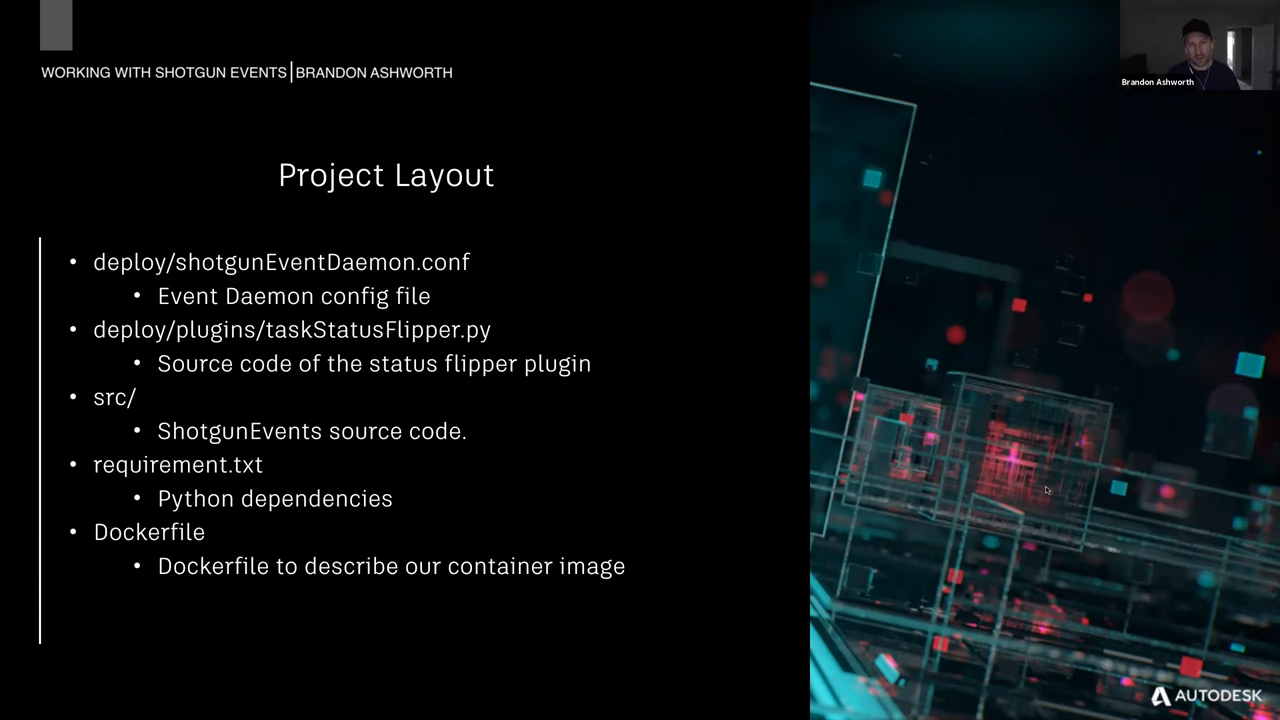 WORKING WITH SHOTGUN EVENTS|BRANDON ASHWORTH
Brandon Ashworth
Project Layout
• deploy/shotgunEventDaemon.conf
• Event Daemon config file
• deploy/plugins/taskStatusFlipper.py
• Source code of the status flipper plugin
• src/
• ShotgunEvents source code.
• requirement.txt
• Python dependencies
• Dockerfile
• Dockerfile to describe our container image
AUTODESK